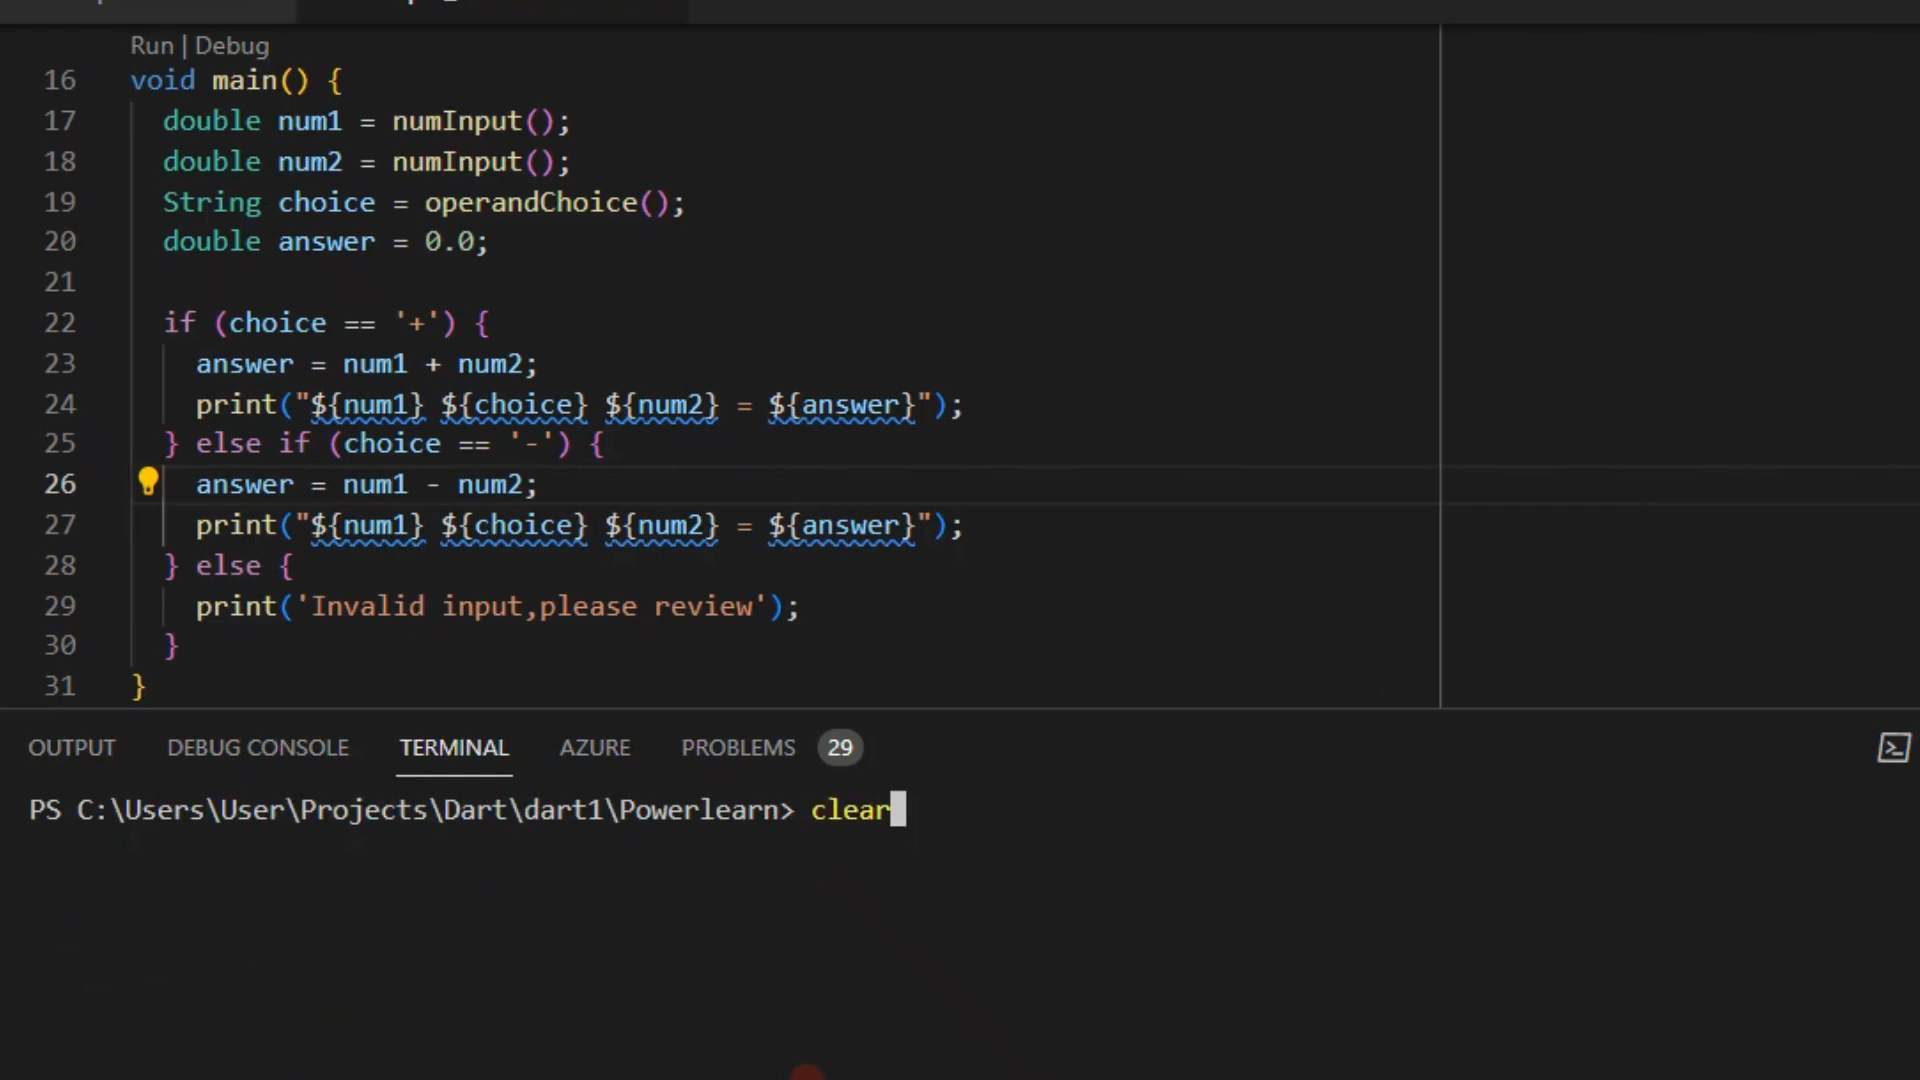 Run | Debug
16 void main() {
17 double num1 = numInput();
18 double num2 = numInput();
19 String choice = operandChoice();
20 double answer = 0.0;
21
22 if (choice == '+') {
23 answer = num1 + num2;
24 print("${num1} ${choice} ${num2} = ${answer}");
25 } else if (choice == '-') {
26 answer = num1 - num2;
27 print("${num1} ${choice} ${num2} = ${answer}");
28 } else {
29 print('Invalid input,please review');
30 }
31 }
OUTPUT DEBUG CONSOLE TERMINAL AZURE PROBLEMS 29
PS C:\Users\User\Projects\Dart\dart1\Powerlearn> clear